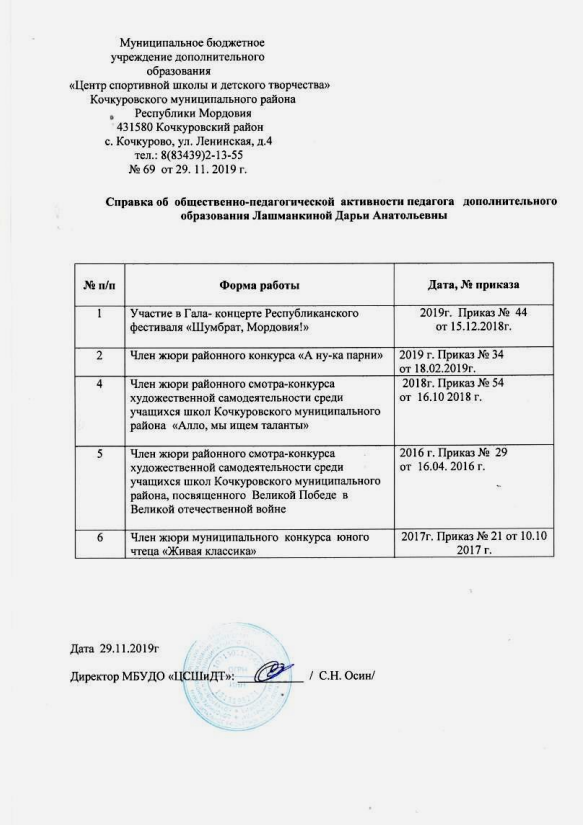 Муниципальное бюджетное
учреждение дополнительного
образования
«Центр спортивной школы и детского творчества»
Кочкуровского муниципального района
Республики Мордовия
431580 Кочкуровский район
с. Кочкурово, ул. Ленинская, д.4
тел.: 8(83439)2-13-55
№ 69 от 29. 11. 2019 г.
Справка об общественно-педагогической активности педагога дополнительного
образования Лашманкиной Дарьи Анатольевны
№ п/п Форма работы Дата, № приказа
1 Участие в Гала- концерте Республиканского 2019г. Приказ № 44
фестиваля «Шумбрат, Мордовия!» от 15.12.2018г.
2 Член жюри районного конкурса «А ну-ка парни» 2019 г. Приказ № 34
от 18.02.2019г.
4 Член жюри районного смотра-конкурса 2018г. Приказ № 54
художественной самодеятельности среди от 16.10 2018 г.
учащихся школ Кочкуровского муниципального
района «Алло, мы ищем таланты»
5 Член жюри районного смотра-конкурса 2016 г. Приказ № 29
художественной самодеятельности среди от 16.04. 2016 г.
учащихся школ Кочкуровского муниципального
района, посвященного Великой Победе в
Великой отечественной войне
6 Член жюри муниципального конкурса юного 2017г. Приказ № 21 от 10.10
чтеца «Живая классика» 2017 г.
Дата 29.11.2019г
Директор МБУДО «ЦСШиДТ»: ____________ / С.Н. Осин/